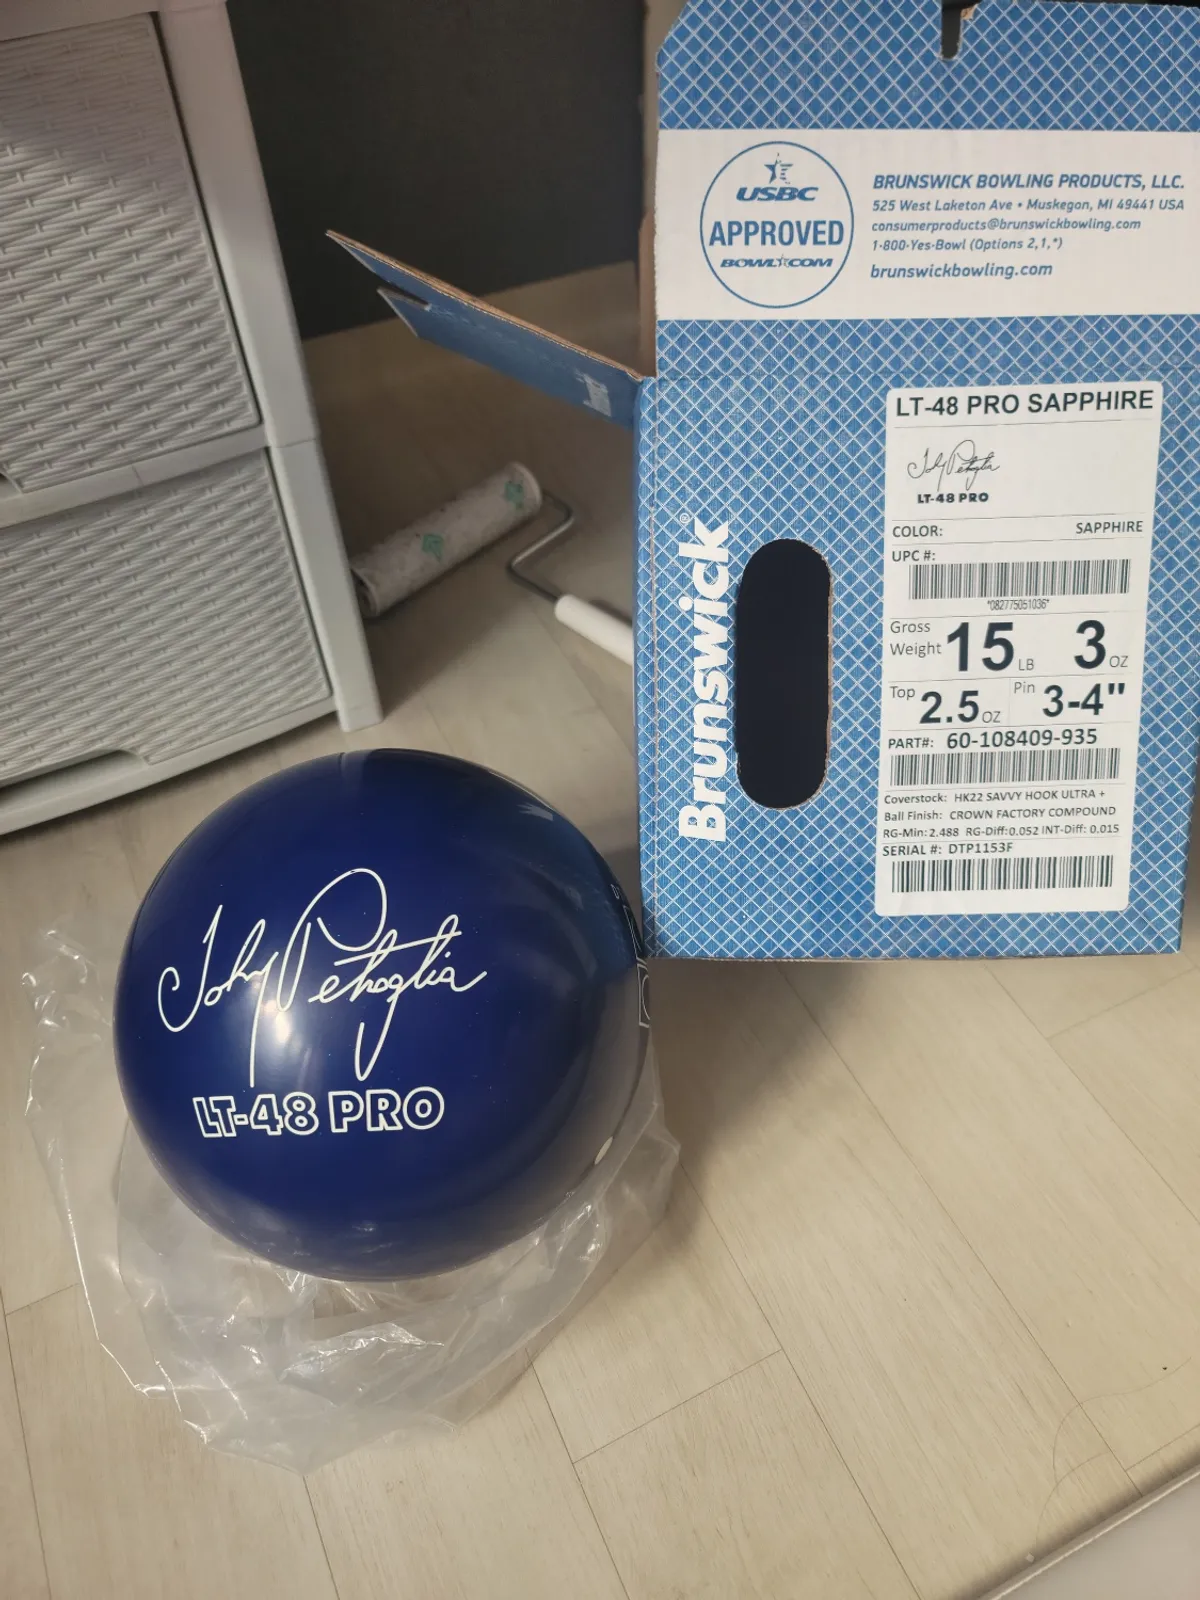 USBC
APPROVED
BOWL.COM
BRUNSWICK BOWLING PRODUCTS, LLC.
525 West Laketon Ave • Muskegon, MI 49441 USA
consumerproducts@brunswickbowling.com
1-800-Yes-Bowl (Options 2,1,*)
brunswickbowling.com
Brunswick®
LT-48 PRO SAPPHIRE
Johnny Petraglia
LT-48 PRO
COLOR: SAPPHIRE
UPC #:
*082775051036*
Gross Weight 15 LB 3 OZ
Top 2.5 OZ Pin 3-4"
PART#: 60-108409-935
Coverstock: HK22 SAVVY HOOK ULTRA +
Ball Finish: CROWN FACTORY COMPOUND
RG-Min: 2.488 RG-Diff: 0.052 INT-Diff: 0.015
SERIAL #: DTP1153F
Johnny Petraglia
LT-48 PRO